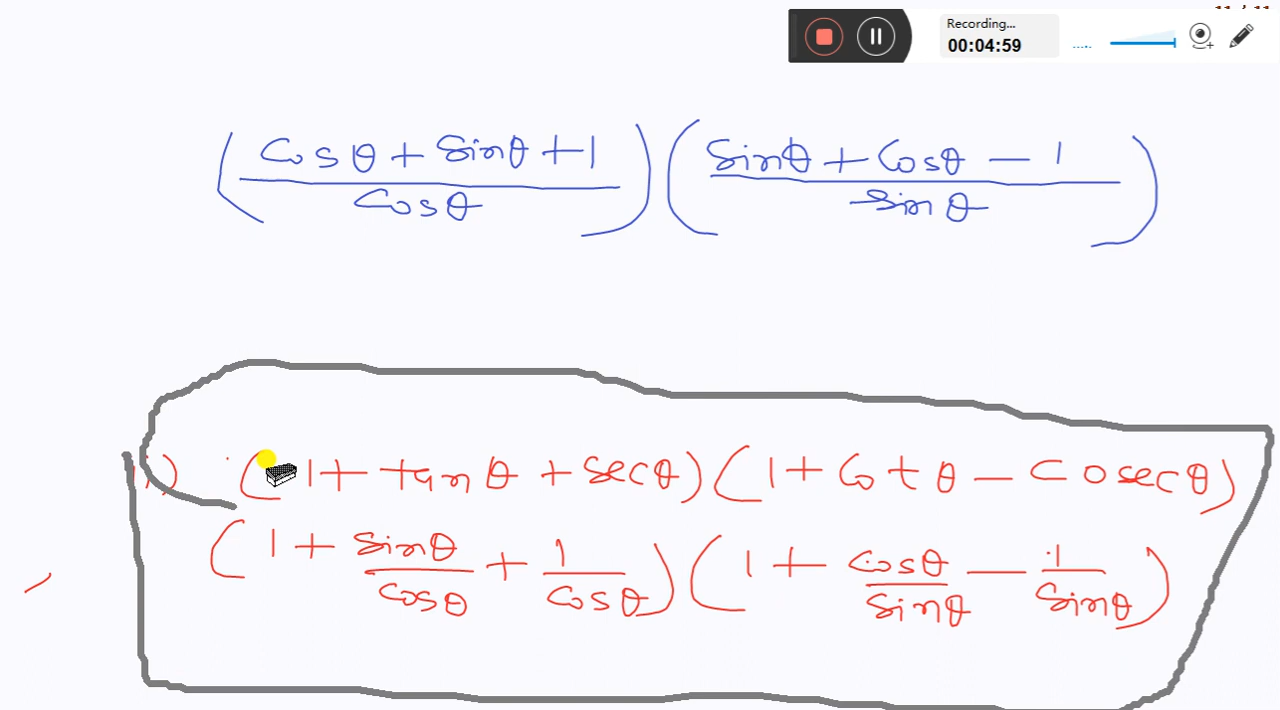 Recording...
00:04:59
(cosθ + sinθ + 1 / cosθ) (sinθ + cosθ − 1 / sinθ)
(1 + tanθ + secθ) (1 + cotθ − cosecθ)
(1 + sinθ/cosθ + 1/cosθ) (1 + cosθ/sinθ − 1/sinθ)